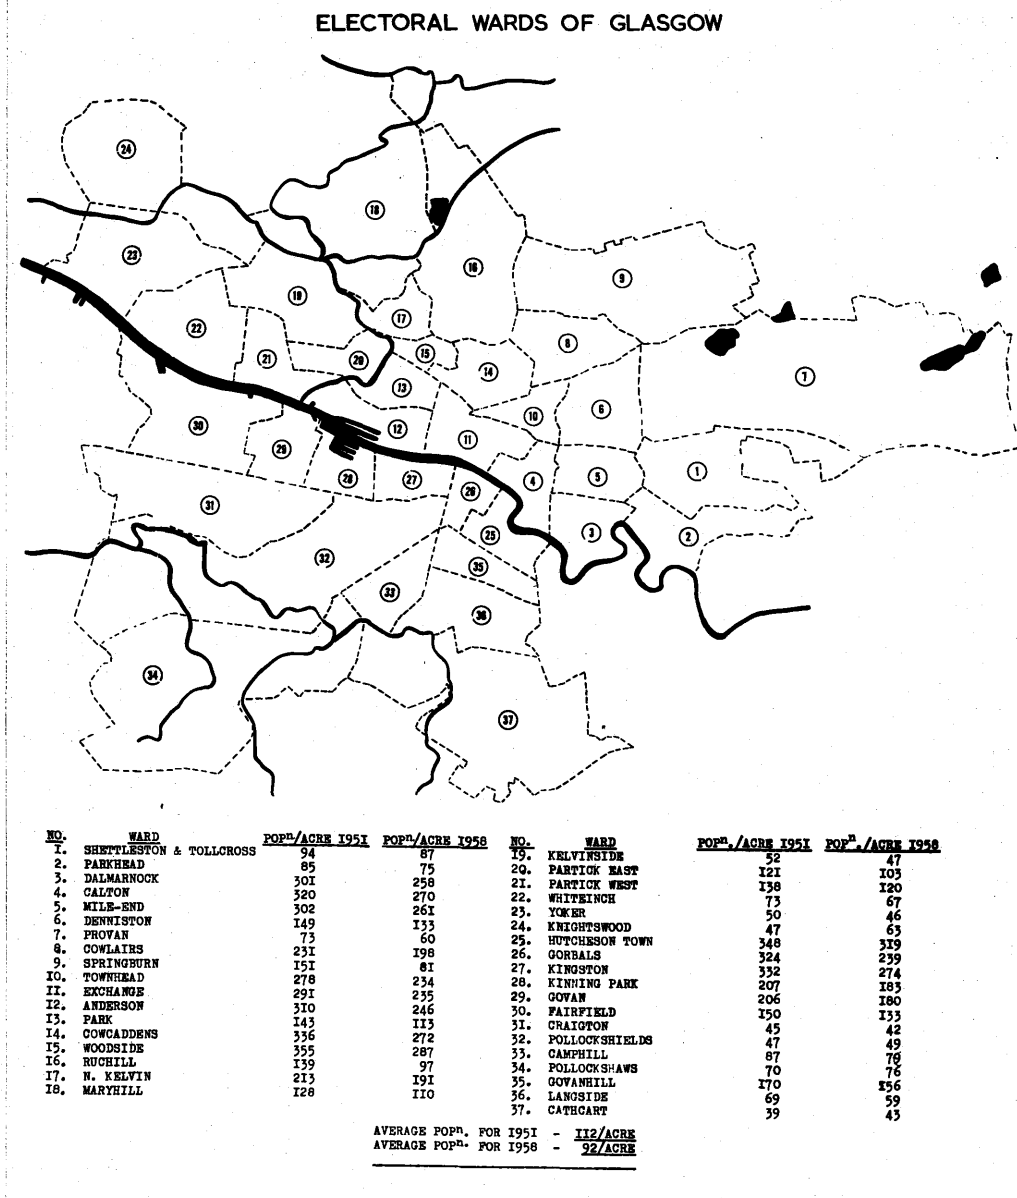 ELECTORAL WARDS OF GLASGOW
24
18
23
16
9
19
17
22
8
15
20
21
14
7
13
6
10
30
12
11
29
1
28
27
4
5
26
31
3
25
2
32
35
33
36
34
37
NO. WARD POPn/ACRE 1951 POPn/ACRE 1958
1. SHETTLESTON & TOLLCROSS 94 87
2. PARKHEAD 85 75
3. DALMARNOCK 301 258
4. CALTON 320 270
5. MILE-END 302 261
6. DENNISTON 149 133
7. PROVAN 73 60
8. COWLAIRS 231 198
9. SPRINGBURN 151 81
10. TOWNHEAD 278 234
11. EXCHANGE 291 235
12. ANDERSON 310 246
13. PARK 143 113
14. COWCADDENS 336 272
15. WOODSIDE 355 287
16. RUCHILL 139 97
17. N. KELVIN 213 191
18. MARYHILL 128 110
NO. WARD POPn./ACRE 1951 POPn./ACRE 1958
19. KELVINSIDE 52 47
20. PARTICK EAST 121 103
21. PARTICK WEST 138 120
22. WHITEINCH 73 67
23. YOKER 50 46
24. KNIGHTSWOOD 47 63
25. HUTCHESON TOWN 348 319
26. GORBALS 324 239
27. KINGSTON 332 274
28. KINNING PARK 207 183
29. GOVAN 206 180
30. FAIRFIELD 150 133
31. CRAIGTON 45 42
32. POLLOCKSHIELDS 47 49
33. CAMPHILL 87
34. POLLOCKSHAWS 70 76
35. GOVANHILL 170 156
36. LANGSIDE 69 59
37. CATHCART 39 43
AVERAGE POPn. FOR 1951 - 112/ACRE
AVERAGE POPn. FOR 1958 - 92/ACRE